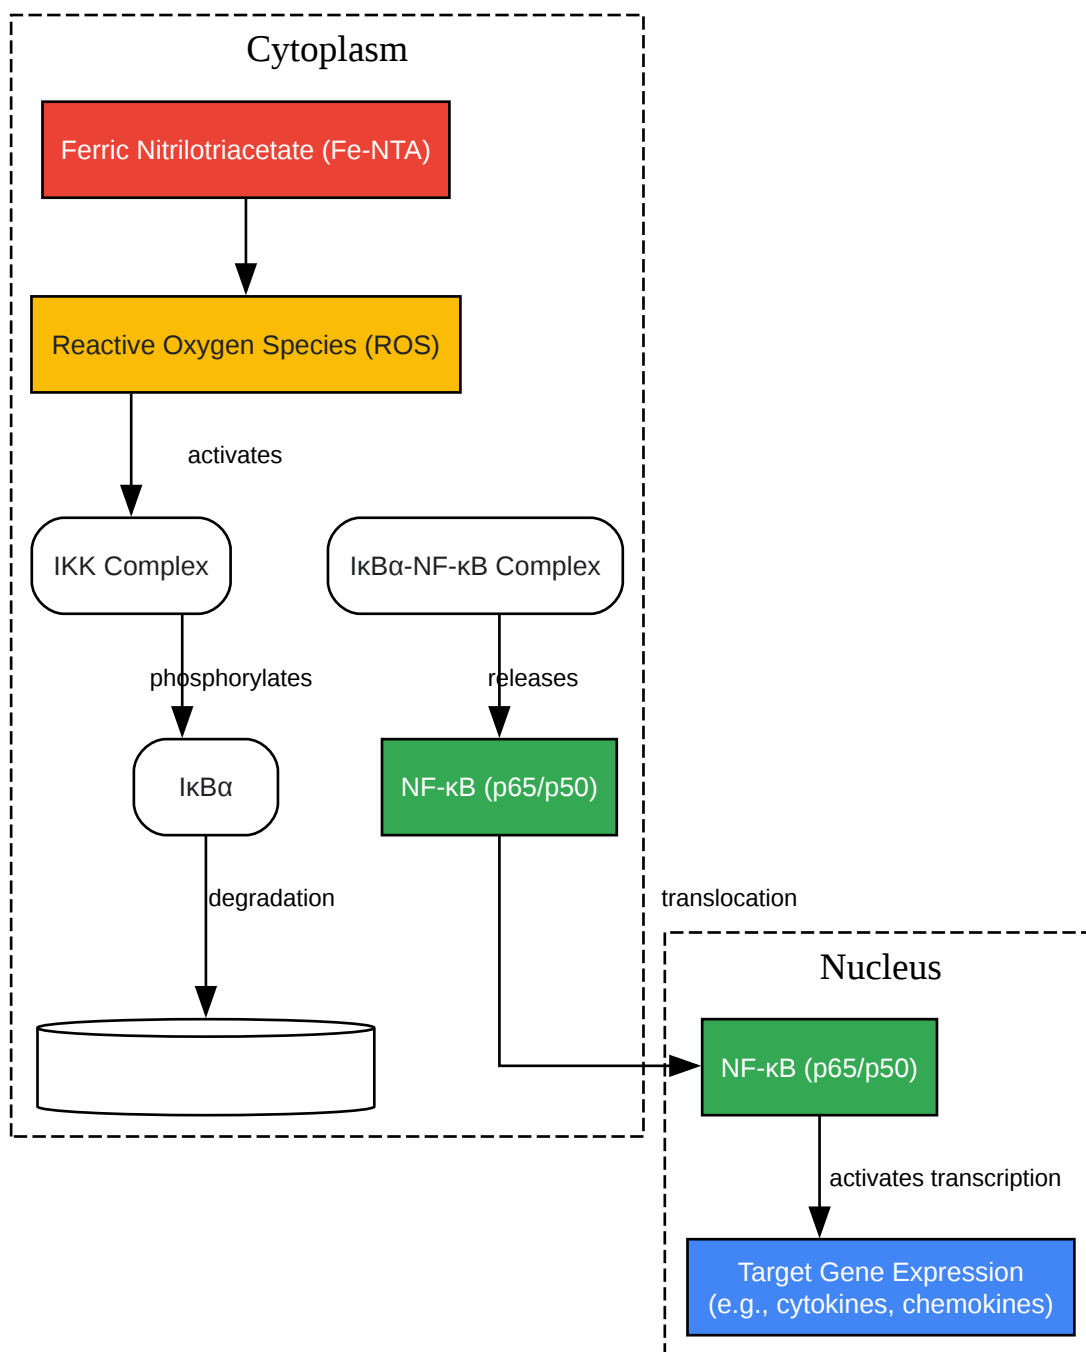 Cytoplasm
Ferric Nitrilotriacetate (Fe-NTA)
Reactive Oxygen Species (ROS)
activates
IKK Complex
IκBα-NF-κB Complex
phosphorylates
releases
IκBα
NF-κB (p65/p50)
degradation
translocation
Nucleus
NF-κB (p65/p50)
activates transcription
Target Gene Expression
(e.g., cytokines, chemokines)